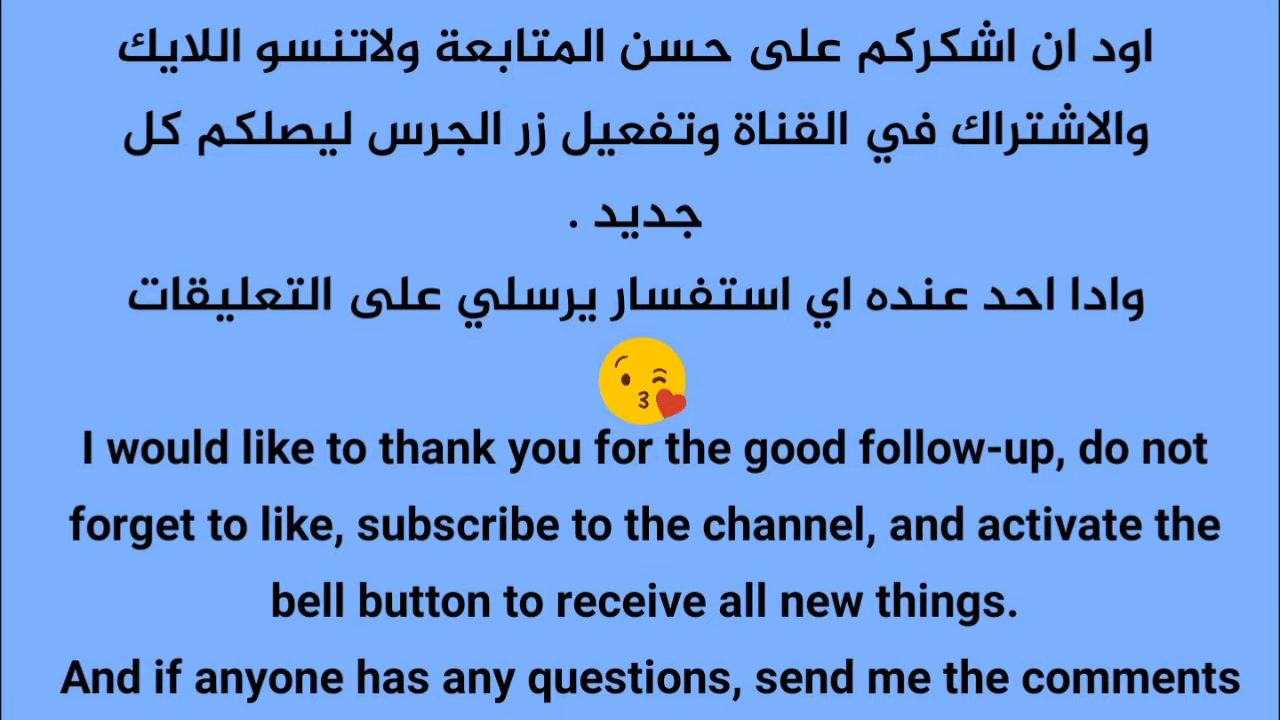 اود ان اشكركم على حسن المتابعة ولاتنسو اللايك
والاشتراك في القناة وتفعيل زر الجرس ليصلكم كل
جديد .
وادا احد عنده اي استفسار يرسلي على التعليقات
😘
I would like to thank you for the good follow-up, do not
forget to like, subscribe to the channel, and activate the
bell button to receive all new things.
And if anyone has any questions, send me the comments